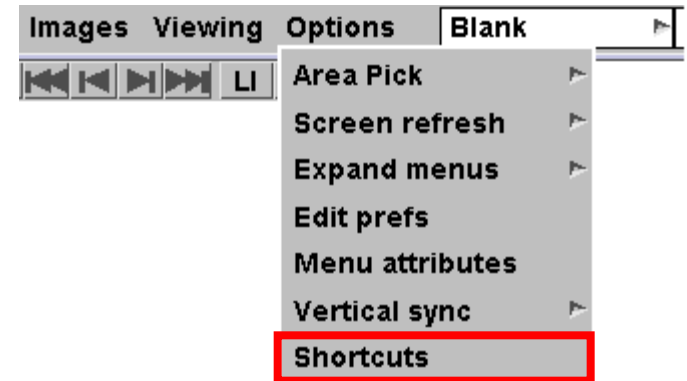 Images Viewing Options Blank
LI
Area Pick
Screen refresh
Expand menus
Edit prefs
Menu attributes
Vertical sync
Shortcuts